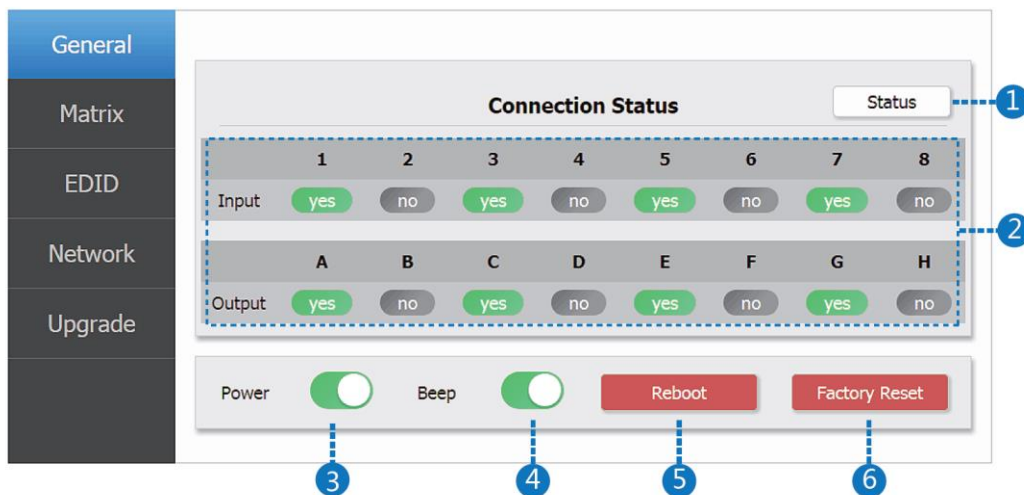 General
Matrix
EDID
Network
Upgrade
Connection Status
Status
1
1 2 3 4 5 6 7 8
Input yes no yes no yes no yes no
2
A B C D E F G H
Output yes no yes no yes no yes no
Power Beep Reboot Factory Reset
3 4 5 6